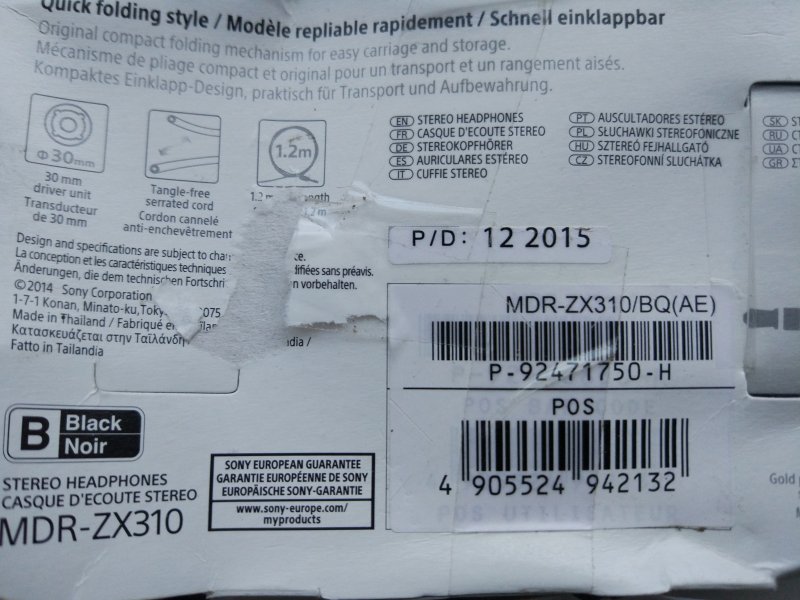 Quick folding style / Modèle repliable rapidement / Schnell einklappbar
Original compact folding mechanism for easy carriage and storage.
Mécanisme de pliage compact et original pour un transport et un rangement aisés.
Kompaktes Einklapp-Design, praktisch für Transport und Aufbewahrung.
Φ30mm
30 mm
driver unit
Transducteur
de 30 mm
Tangle-free
serrated cord
Cordon cannelé
anti-enchevêtrement
1.2m
EN STEREO HEADPHONES
FR CASQUE D'ECOUTE STEREO
DE STEREOKOPFHÖRER
ES AURICULARES ESTÉREO
IT CUFFIE STEREO
PT AUSCULTADORES ESTÉREO
PL SŁUCHAWKI STEREOFONICZNE
HU SZTEREÓ FEJHALLGATÓ
CZ STEREOFONNÍ SLUCHÁTKA
SK
RU
UA
GR
Design and specifications are subject to
La conception et les caractéristiques techniques
ifiées sans préavis.
Änderungen, die dem technischen
n vorbehalten.
© 2014 Sony Corporation
1-7-1 Konan, Minato-ku, 075
Made in Thailand / Fabriqué
Κατασκευάζεται στην Ταϊλάνδη
Fatto in Tailandia
P/D: 12 2015
MDR-ZX310/BQ(AE)
P-92471750-H
POS
4 905524 942132
B Black
Noir
STEREO HEADPHONES
CASQUE D'ECOUTE STEREO
MDR-ZX310
SONY EUROPEAN GUARANTEE
GARANTIE EUROPÉENNE DE SONY
EUROPÄISCHE SONY-GARANTIE
www.sony-europe.com/
myproducts
Gold